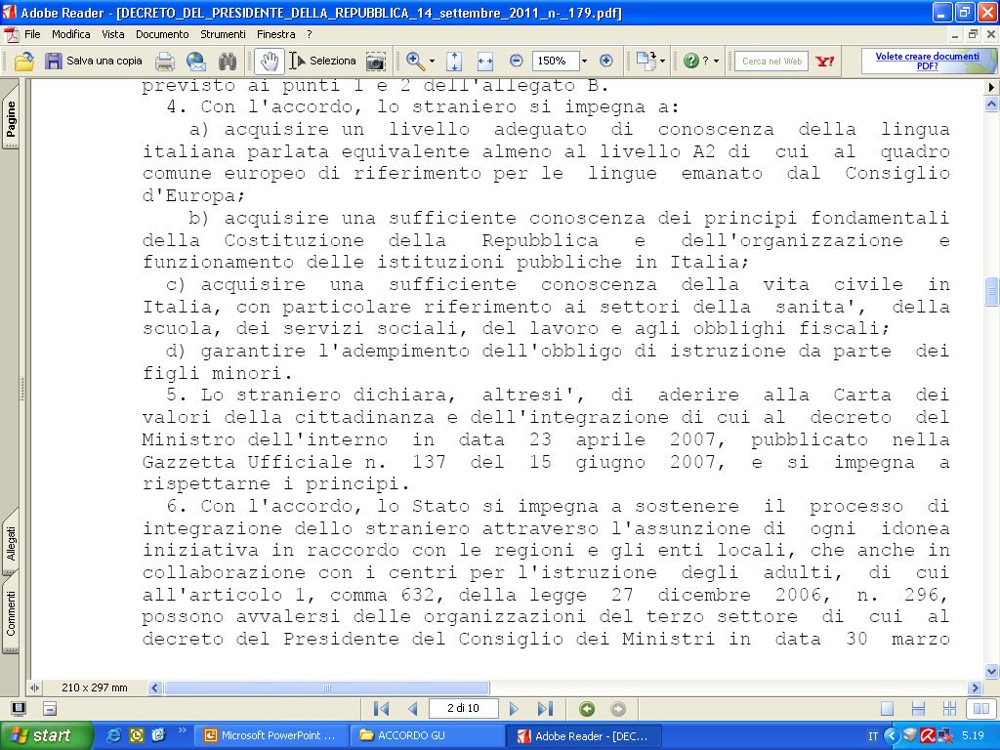 Adobe Reader - [DECRETO_DEL_PRESIDENTE_DELLA_REPUBBLICA_14_settembre_2011_n-_179.pdf]
File Modifica Vista Documento Strumenti Finestra ?
Salva una copia Selezione 150% Cerca nel Web Y! Volete creare documenti PDF?
Pagine
previsto ai punti 1 e 2 dell'allegato B.
4. Con l'accordo, lo straniero si impegna a:
a) acquisire un livello adeguato di conoscenza della lingua
italiana parlata equivalente almeno al livello A2 di cui al quadro
comune europeo di riferimento per le lingue emanato dal Consiglio
d'Europa;
b) acquisire una sufficiente conoscenza dei principi fondamentali
della Costituzione della Repubblica e dell'organizzazione e
funzionamento delle istituzioni pubbliche in Italia;
c) acquisire una sufficiente conoscenza della vita civile in
Italia, con particolare riferimento ai settori della sanita', della
scuola, dei servizi sociali, del lavoro e agli obblighi fiscali;
d) garantire l'adempimento dell'obbligo di istruzione da parte dei
figli minori.
5. Lo straniero dichiara, altresi', di aderire alla Carta dei
valori della cittadinanza e dell'integrazione di cui al decreto del
Ministro dell'interno in data 23 aprile 2007, pubblicato nella
Gazzetta Ufficiale n. 137 del 15 giugno 2007, e si impegna a
rispettarne i principi.
6. Con l'accordo, lo Stato si impegna a sostenere il processo di
integrazione dello straniero attraverso l'assunzione di ogni idonea
iniziativa in raccordo con le regioni e gli enti locali, che anche in
collaborazione con i centri per l'istruzione degli adulti, di cui
all'articolo 1, comma 632, della legge 27 dicembre 2006, n. 296,
possono avvalersi delle organizzazioni del terzo settore di cui al
decreto del Presidente del Consiglio dei Ministri in data 30 marzo
Allegati
Commenti
210 x 297 mm
2 di 10
start Microsoft PowerPoint ... ACCORDO GU Adobe Reader - [DEC... IT 5.19